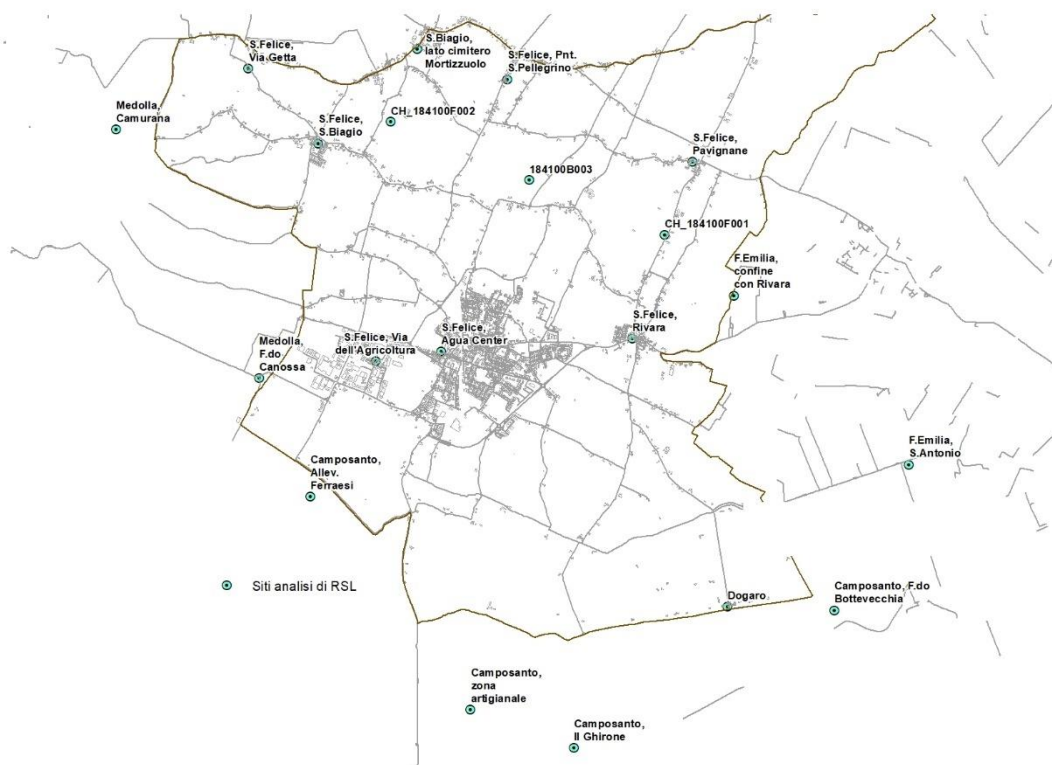 S.Felice,
Via Getta
S.Biagio,
lato cimitero
Mortizzuolo
S.Felice, Pnt.
S.Pellegrino
Medolla,
Camurana
S.Felice,
S.Biagio
CH_184100F002
S.Felice,
Pavignane
184100B003
CH_184100F001
F.Emilia,
confine
con Rivara
S.Felice,
Rivara
S.Felice, Via
dell'Agricoltura
S.Felice,
Agua Center
Medolla,
F.do
Canossa
F.Emilia,
S.Antonio
Camposanto,
Allev.
Ferraesi
Siti analisi di RSL
Dogaro
Camposanto, F.do
Bottevecchia
Camposanto,
zona
artigianale
Camposanto,
Il Ghirone